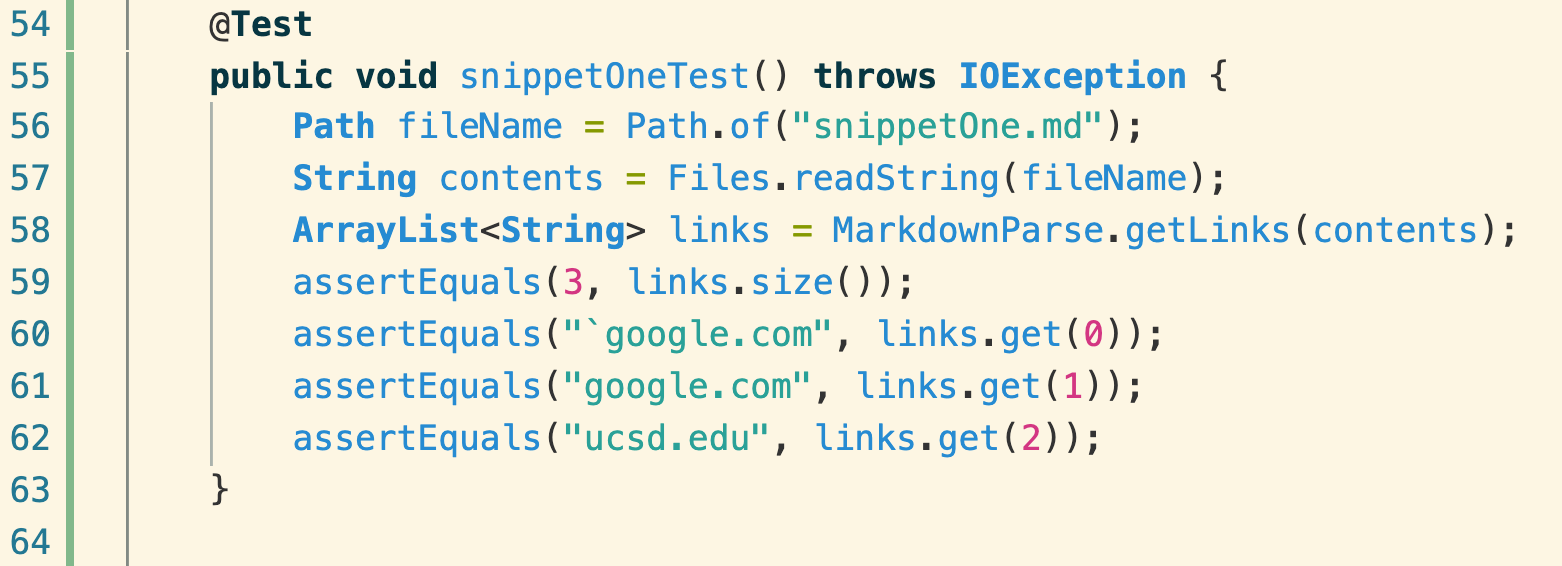 54 @Test
55 public void snippetOneTest() throws IOException {
56 Path fileName = Path.of("snippetOne.md");
57 String contents = Files.readString(fileName);
58 ArrayList<String> links = MarkdownParse.getLinks(contents);
59 assertEquals(3, links.size());
60 assertEquals("`google.com", links.get(0));
61 assertEquals("google.com", links.get(1));
62 assertEquals("ucsd.edu", links.get(2));
63 }
64